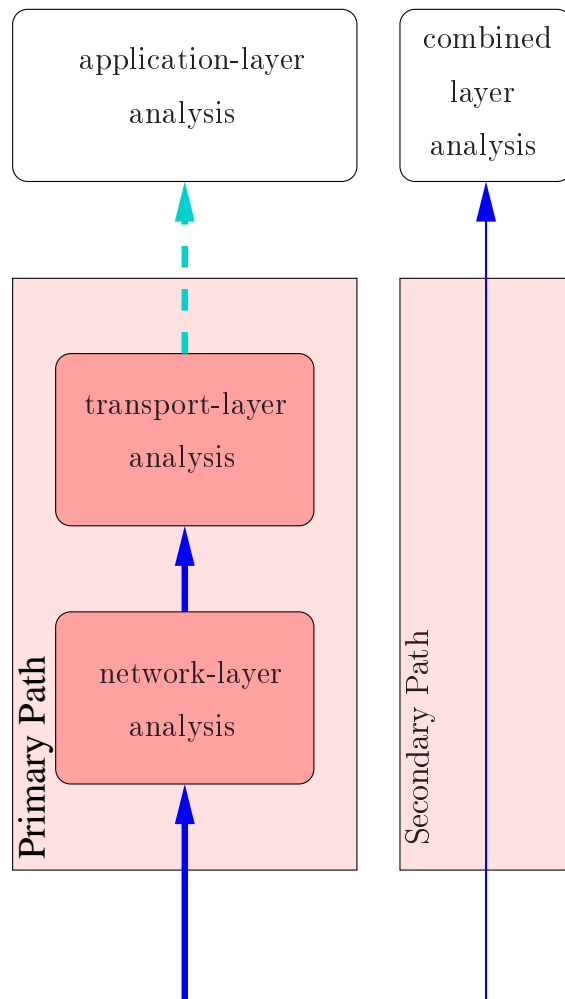 application-layer
analysis
combined
layer
analysis
transport-layer
analysis
network-layer
analysis
Primary Path
Secondary Path